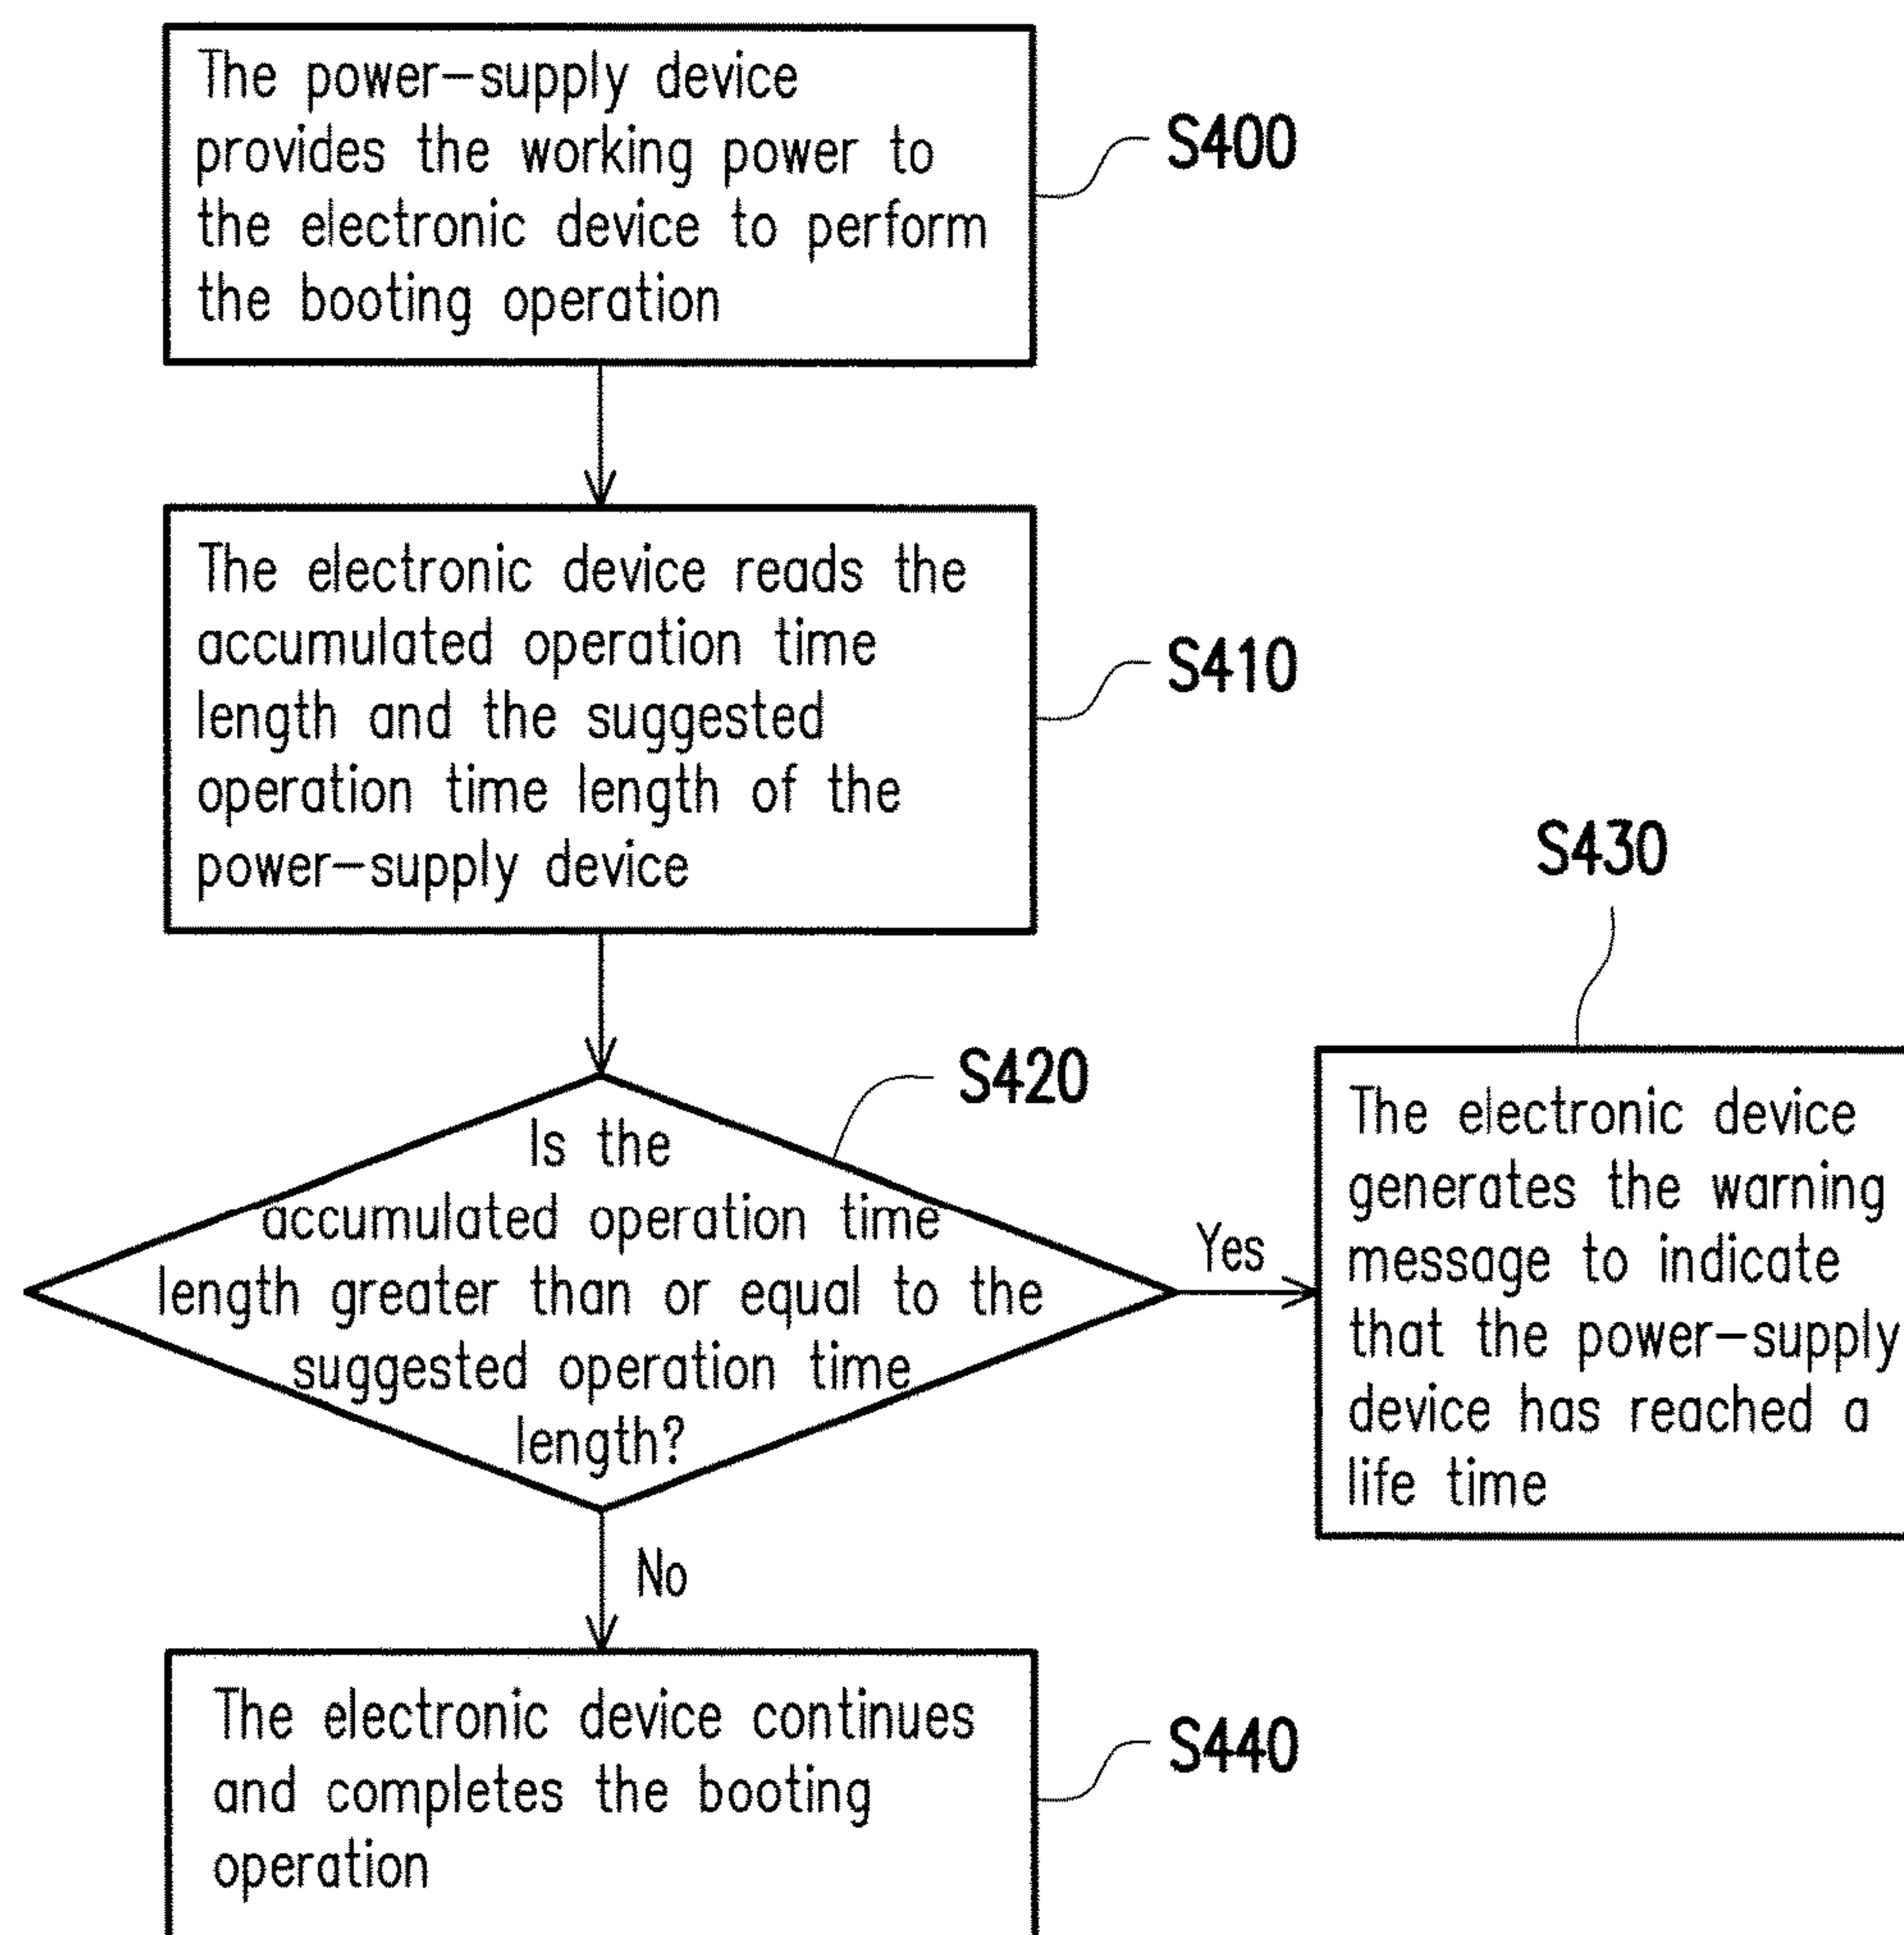 The power-supply device
provides the working power to
the electronic device to perform
the booting operation
S400
The electronic device reads the
accumulated operation time
length and the suggested
operation time length of the
power-supply device
S410
Is the
accumulated operation time
length greater than or equal to the
suggested operation time
length?
S420
Yes
S430
The electronic device
generates the warning
message to indicate
that the power-supply
device has reached a
life time
No
The electronic device continues
and completes the booting
operation
S440